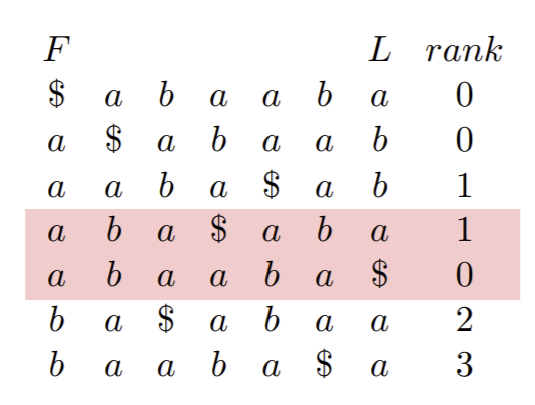 F L rank
$ a b a a b a 0
a $ a b a a b 0
a a b a $ a b 1
a b a $ a b a 1
a b a a b a $ 0
b a $ a b a a 2
b a a b a $ a 3